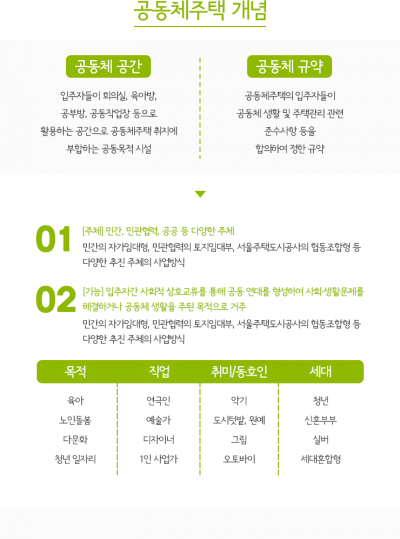 공동체주택 개념
공동체 공간
입주자들이 회의실, 육아방,
공부방, 공동작업장 등으로
활용하는 공간으로 공동체주택 취지에
부합하는 공동목적 시설
공동체 규약
공동체주택의 입주자들이
공동체 생활 및 주택관리 관련
준수사항 등을
합의하여 정한 규약
01
[주체] 민간, 민관협력, 공공 등 다양한 주체
민간의 자가임대형, 민관협력의 토지임대부, 서울주택도시공사의 협동조합형 등
다양한 추진 주체의 사업방식
02
[기능] 입주자간 사회적 상호교류를 통해 공동 연대를 형성하여 사회·생활문제를
해결하거나 공동체 생활을 주된 목적으로 거주
민간의 자가임대형, 민관협력의 토지임대부, 서울주택도시공사의 협동조합형 등
다양한 추진 주체의 사업방식
목적 직업 취미/동호인 세대
육아 연극인 악기 청년
노인돌봄 예술가 도시텃밭, 원예 신혼부부
다문화 디자이너 그림 실버
청년 일자리 1인 사업가 오토바이 세대혼합형